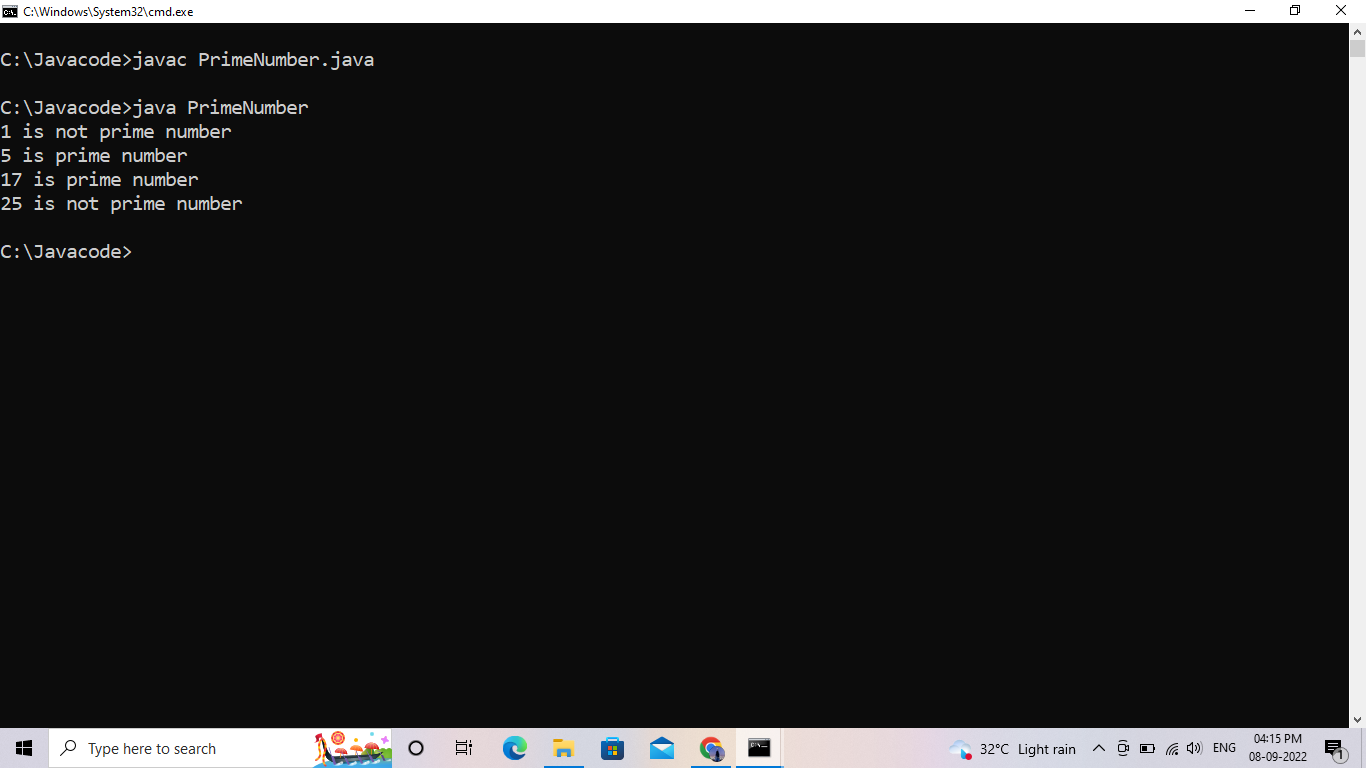 C:\Windows\System32\cmd.exe
C:\Javacode>javac PrimeNumber.java
C:\Javacode>java PrimeNumber
1 is not prime number
5 is prime number
17 is prime number
25 is not prime number
C:\Javacode>
Type here to search
32°C Light rain
ENG
04:15 PM
08-09-2022
1